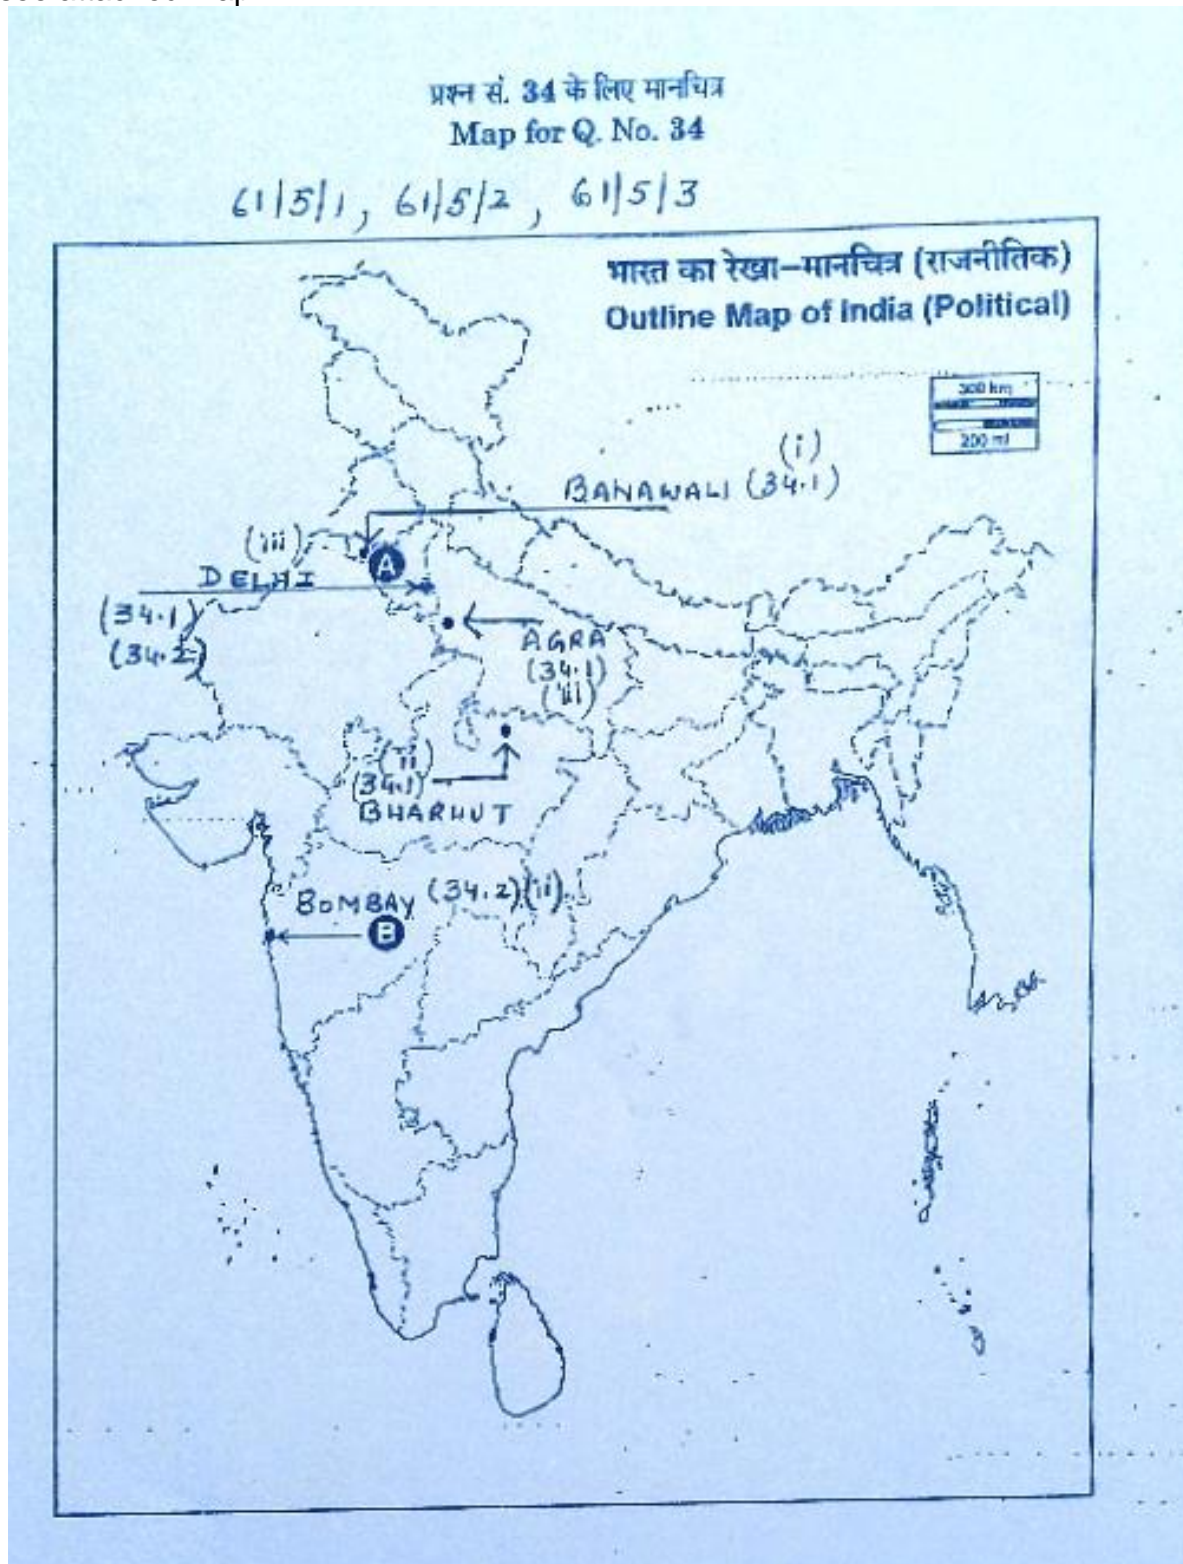 प्रश्न सं. 34 के लिए मानचित्र
Map for Q. No. 34
61/5/1, 61/5/2, 61/5/3
भारत का रेखा-मानचित्र (राजनीतिक)
Outline Map of India (Political)
300 km
200 mi
(i)
BANAWALI (34.1)
(iii)
A
DELHI
(34.1)
(34.2)
AGRA
(34.1)
(iii)
(ii)
(34.1)
BHARHUT
BOMBAY (34.2)(ii)
B